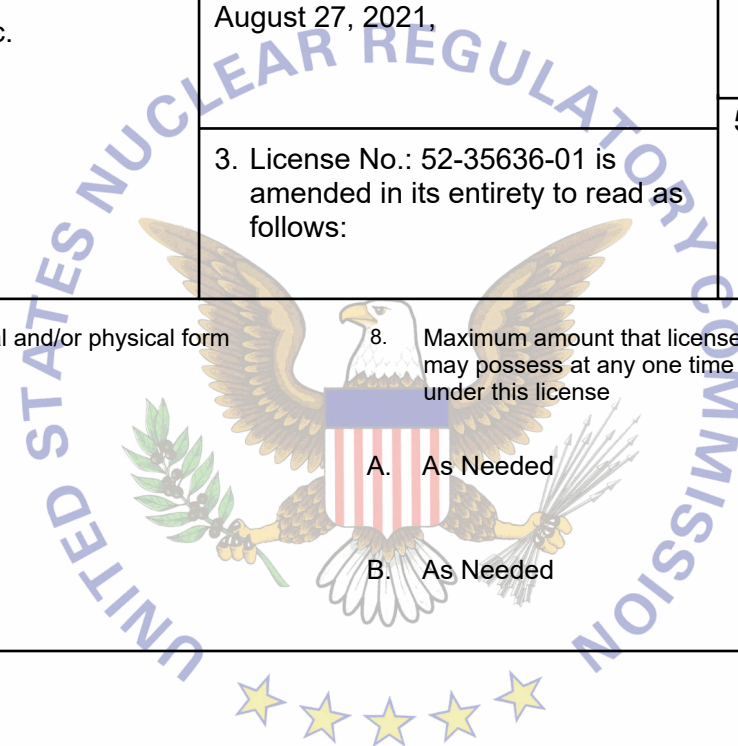 c.
August 27, 2021,
3. License No.: 52-35636-01 is
amended in its entirety to read as
follows:
l and/or physical form
8. Maximum amount that license
may possess at any one time
under this license
A. As Needed
B. As Needed
UNITED STATES NUCLEAR REGULATORY COMMISSION